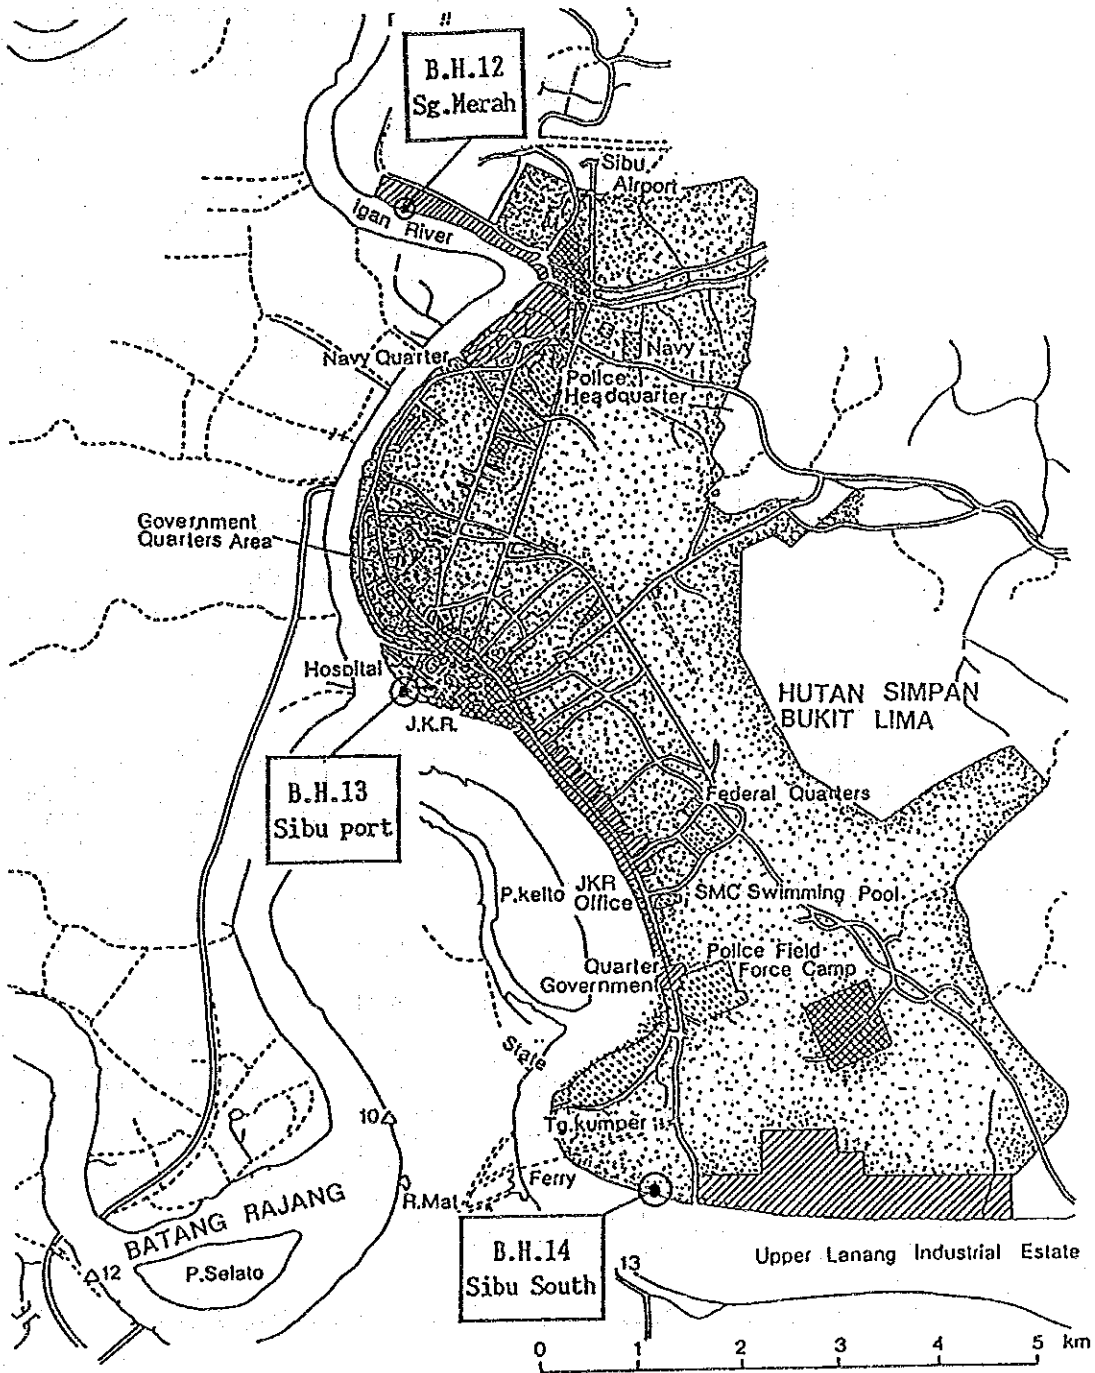 B.H.12
Sg.Merah
Sibu
Airport
Igan River
Navy Quarter
Navy
Police
Headquarter
Government
Quarters Area
Hospital
J.K.R.
HUTAN SIMPAN
BUKIT LIMA
B.H.13
Sibu port
Federal Quarters
P.kelto
JKR
Office
SMC Swimming Pool
Police Field
Force Camp
Quarter
Government
State
10
Tg.kumper
Ferry
R.Mat
BATANG RAJANG
P.Selato
12
B.H.14
Sibu South
13
Upper Lanang Industrial Estate
0 1 2 3 4 5 km